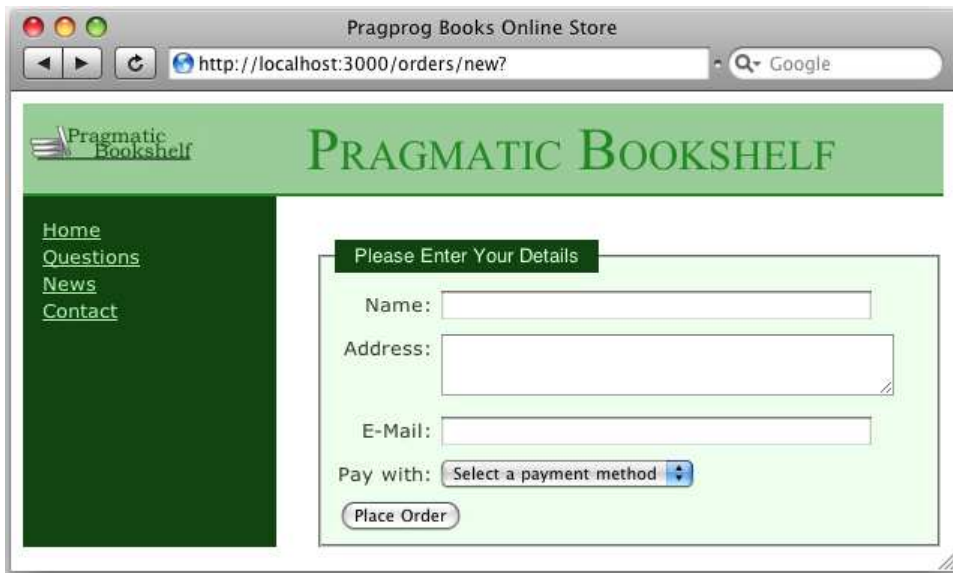 Pragprog Books Online Store
http://localhost:3000/orders/new?
Google
Pragmatic
Bookshelf
PRAGMATIC BOOKSHELF
Home
Questions
News
Contact
Please Enter Your Details
Name:
Address:
E-Mail:
Pay with: Select a payment method
Place Order